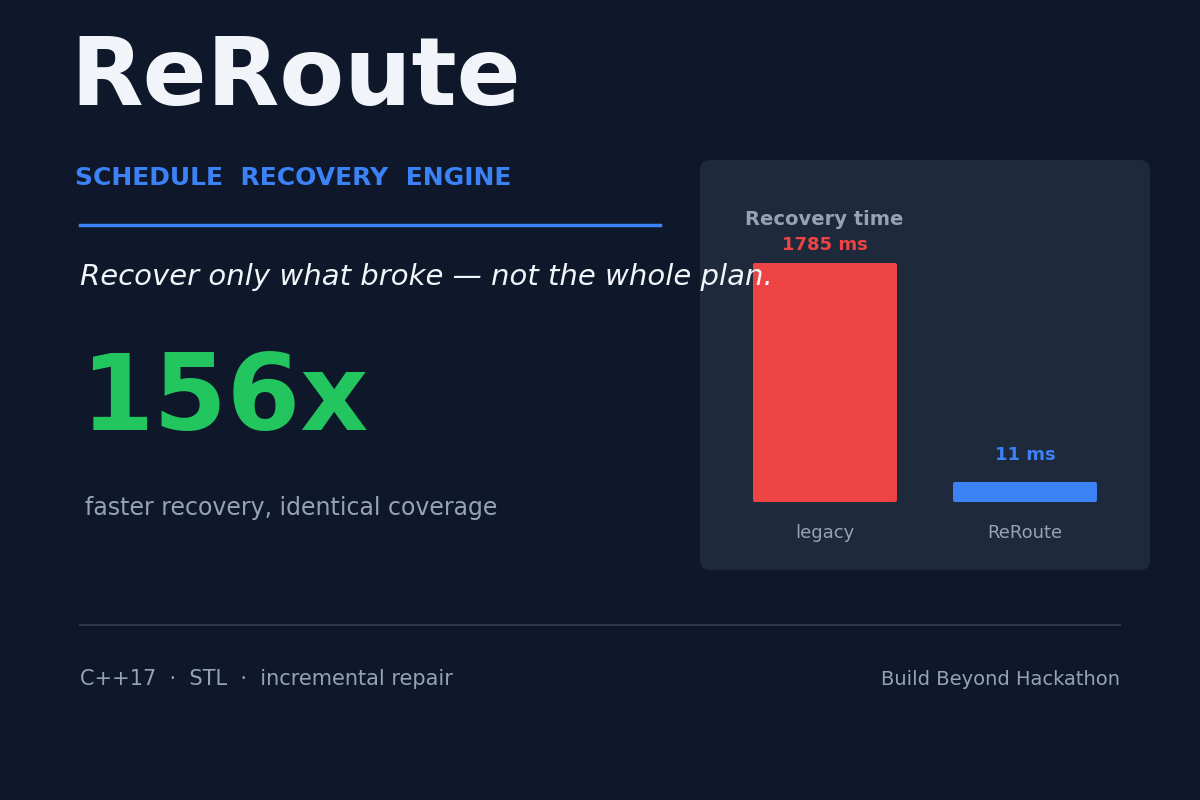 ReRoute
SCHEDULE RECOVERY ENGINE
Recover only what broke — not the whole plan.
156x
faster recovery, identical coverage
Recovery time
1785 ms
11 ms
legacy
ReRoute
C++17 · STL · incremental repair
Build Beyond Hackathon